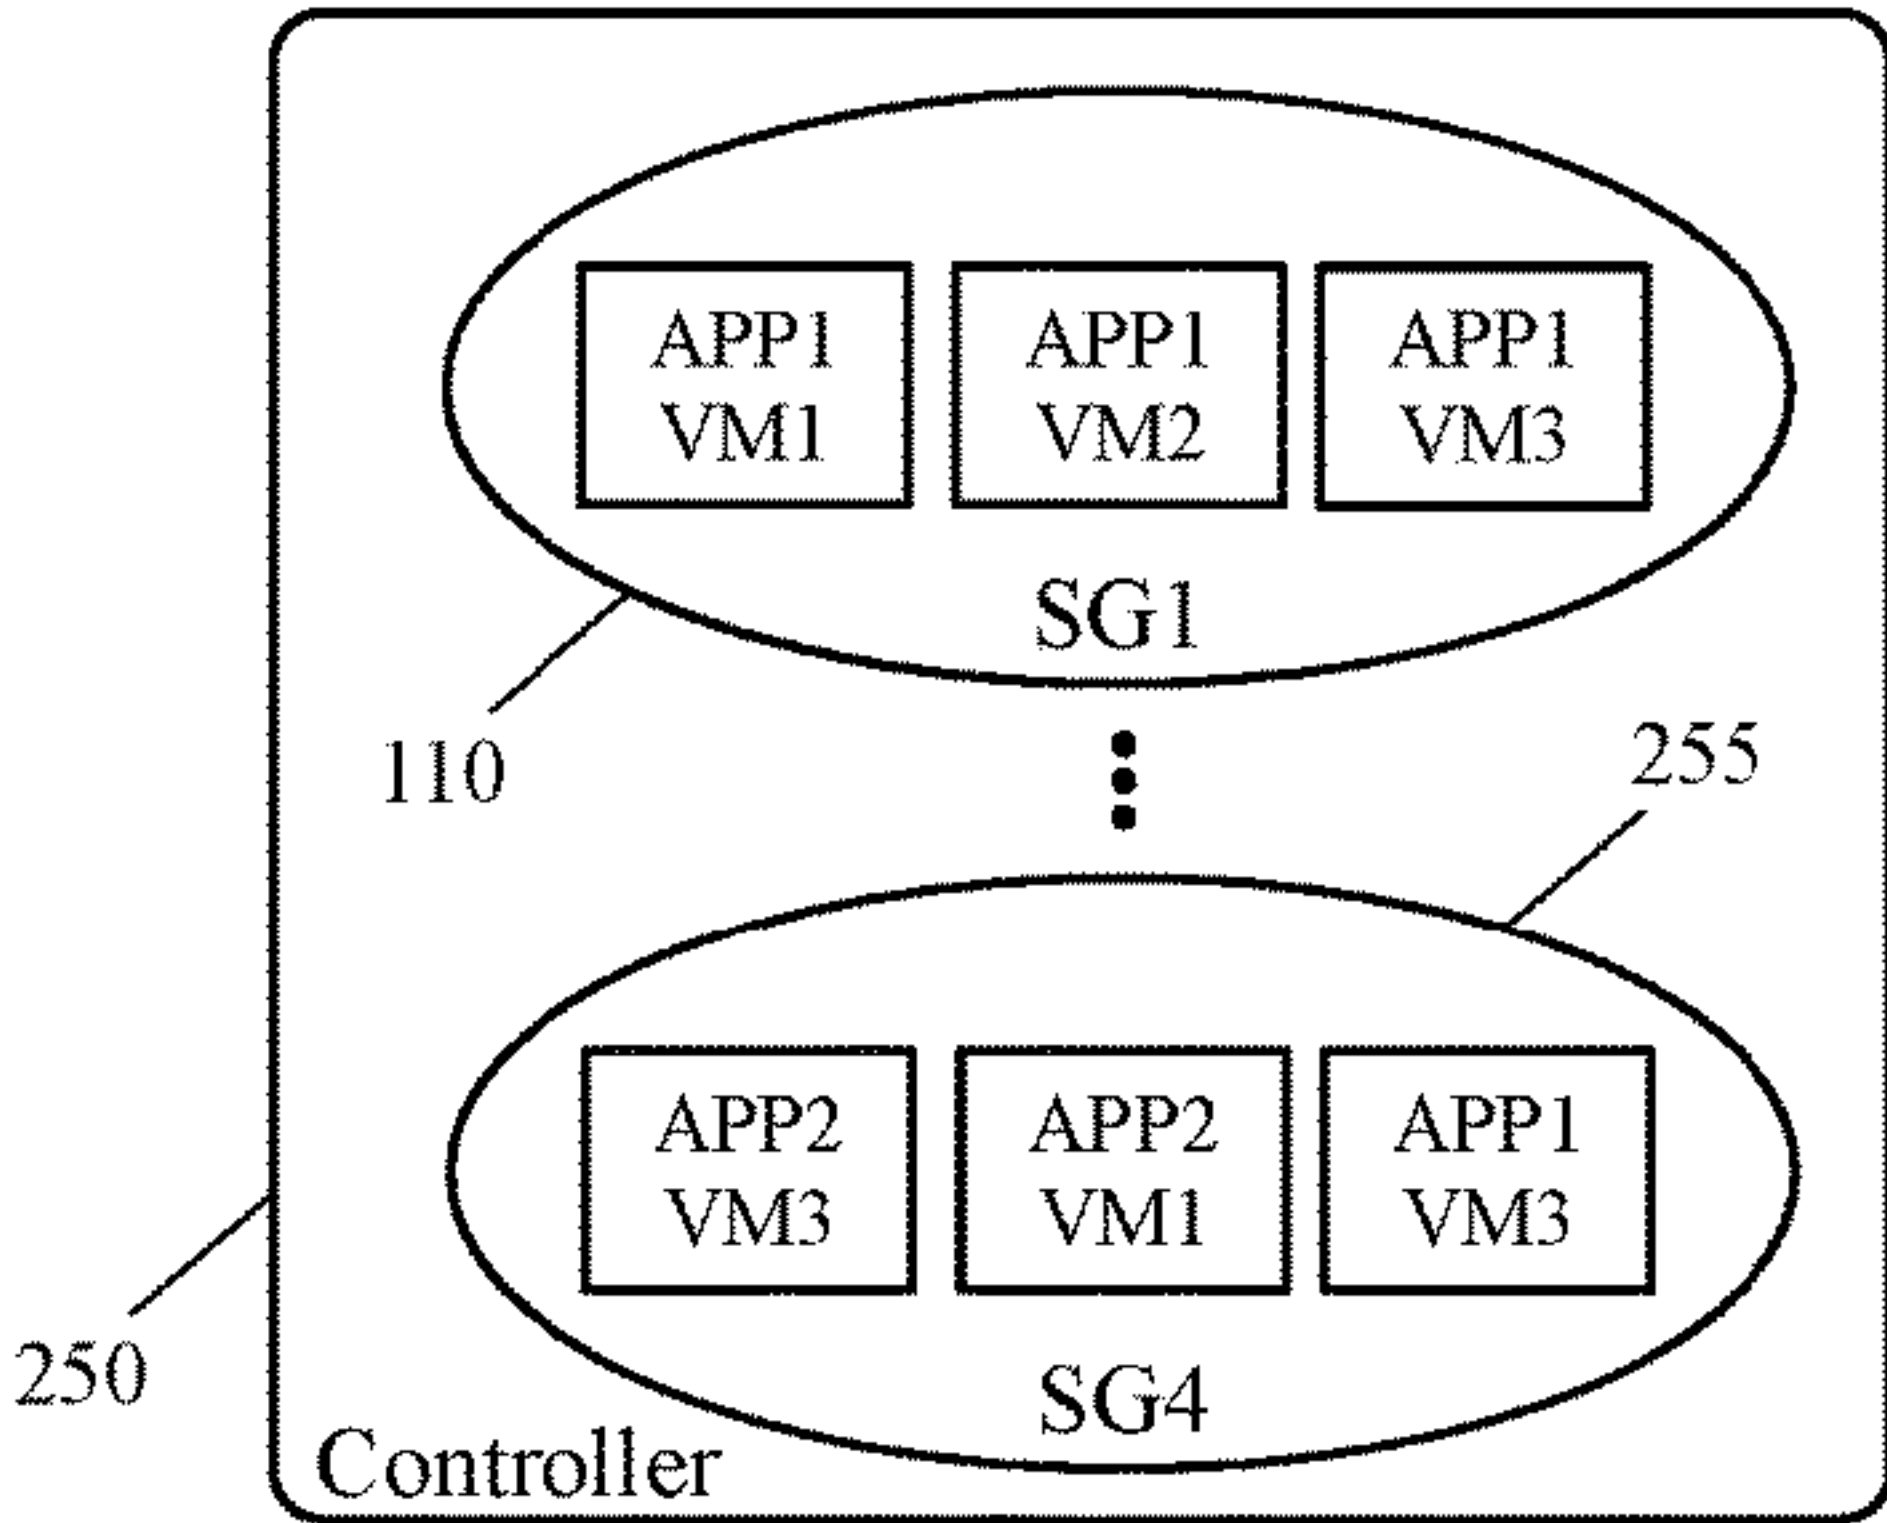 APP1 APP1 APP1
VM1 VM2 VM3
SG1
110
255
APP2 APP2 APP1
VM3 VM1 VM3
250
SG4
Controller